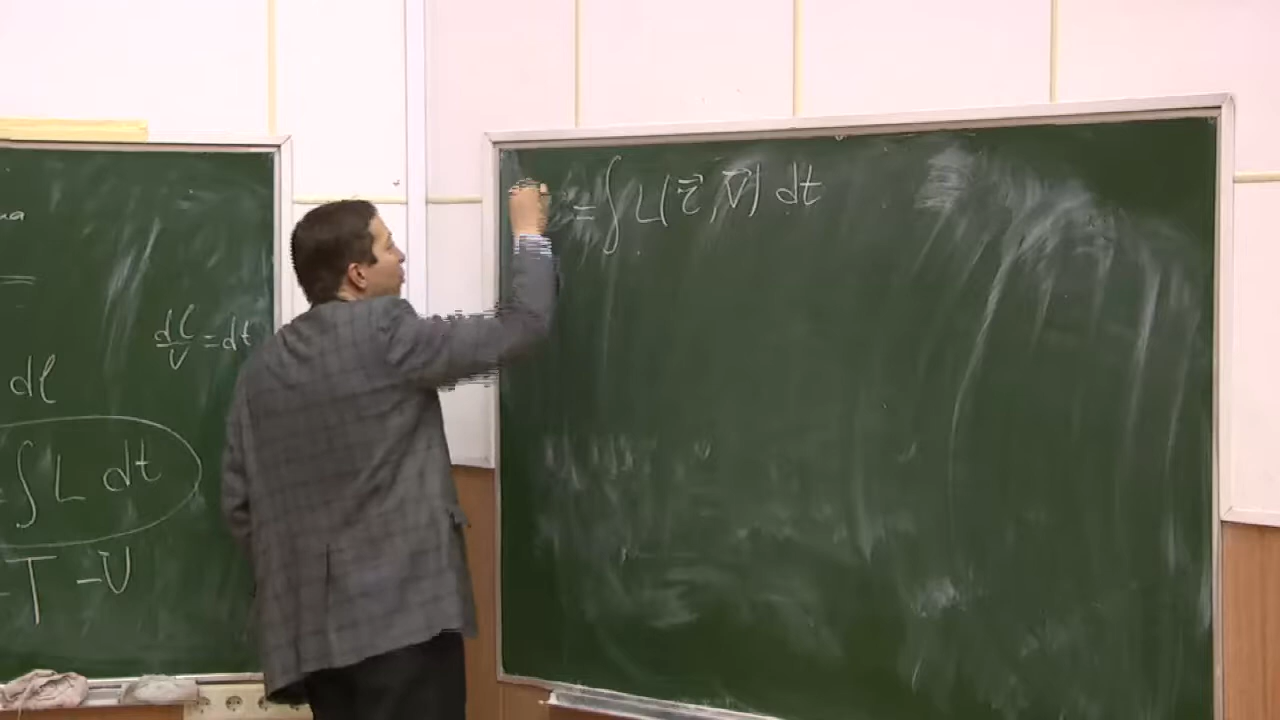 dl/V = dt
dl
= ∫ L dt
T - U
= ∫ L(r⃗, V⃗) dt